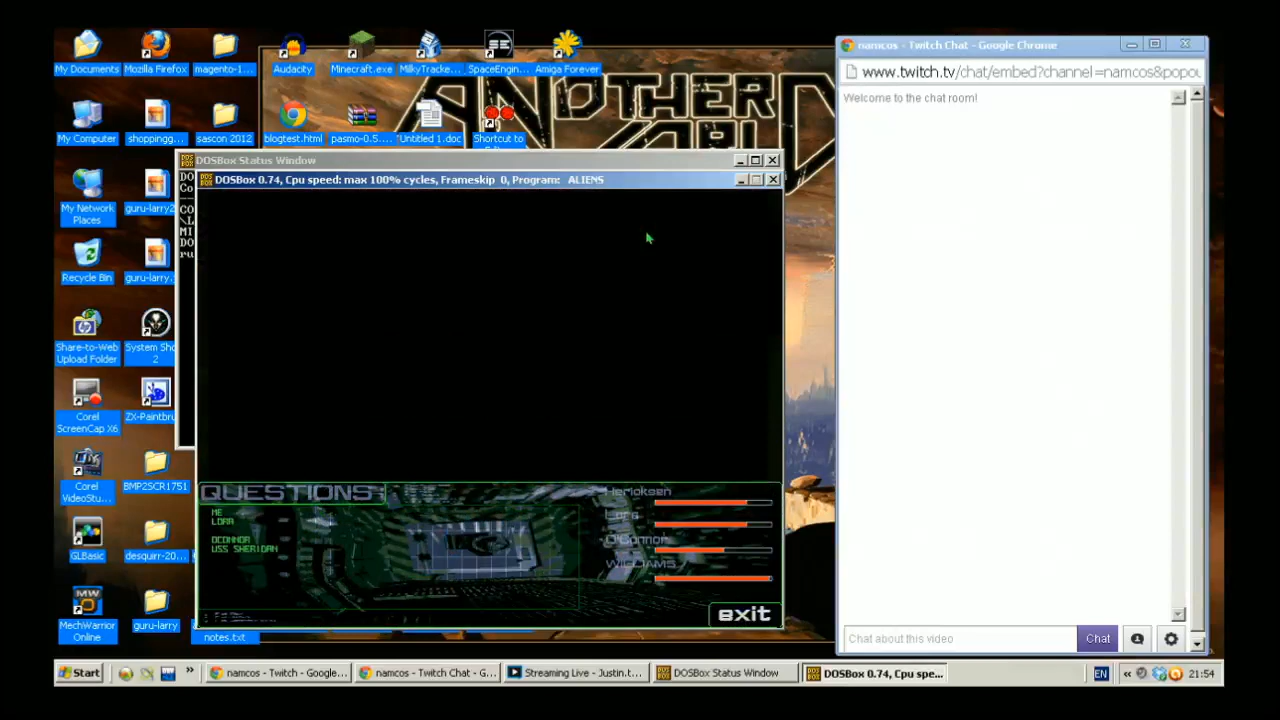 My Documents
Mozilla Firefox
magento-1...
Audacity
Minecraft.exe
MilkyTracke...
SpaceEngin...
Amiga Forever
ANOTHER
My Computer
shoppingg...
sascon 2012
blogtest.html
pasmo-0.5....
Untitled 1.doc
Shortcut to
My Network Places
guru-larry2
Recycle Bin
guru-larry.
Share-to-Web Upload Folder
System Sho
2
Corel ScreenCap X6
ZX-Paintbru
Corel VideoStu...
BMP2SCR1751
GLBasic
desquirr-20...
MechWarrior Online
guru-larry
notes.txt
DOSBox Status Window
DOSBox 0.74, Cpu speed: max 100% cycles, Frameskip 0, Program: ALIENS
QUESTIONS:
ME
LORA
OCONNOR
USS SHERIDAN
Herioksen
Lora
O'Connor
WILLIAMS
exit
namcos - Twitch Chat - Google Chrome
www.twitch.tv/chat/embed?channel=namcos&popou
Welcome to the chat room!
Chat about this video
Chat
Start
namcos - Twitch - Google...
namcos - Twitch Chat - G...
Streaming Live - Justin.t...
DOSBox Status Window
DOSBox 0.74, Cpu spe...
EN
21:54